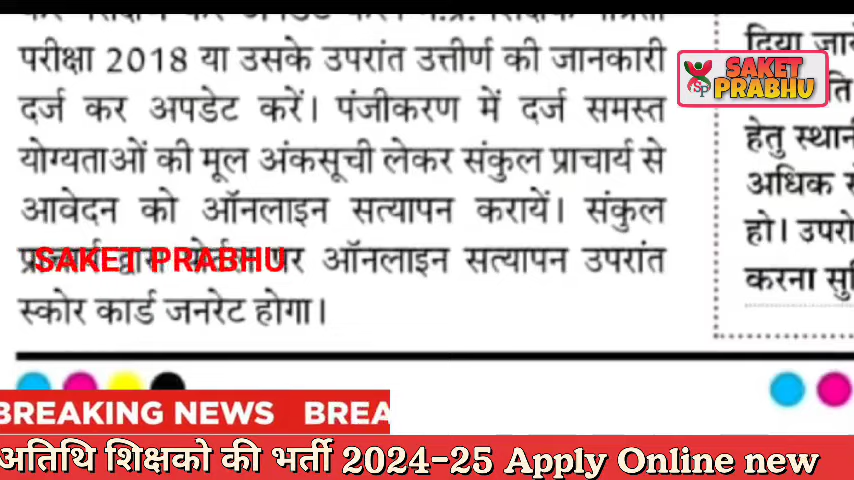 परीक्षा 2018 या उसके उपरांत उत्तीर्ण की जानकारी
दर्ज कर अपडेट करें। पंजीकरण में दर्ज समस्त
योग्यताओं की मूल अंकसूची लेकर संकुल प्राचार्य से
आवेदन को ऑनलाइन सत्यापन करायें। संकुल
पर ऑनलाइन सत्यापन उपरांत
स्कोर कार्ड जनरेट होगा।
SAKET PRABHU
दिया
हेतु
अधिक
हो।
करना
SAKET
PRABHU
SP
BREAKING NEWS BREA
अतिथि शिक्षको की भर्ती 2024-25 Apply Online new